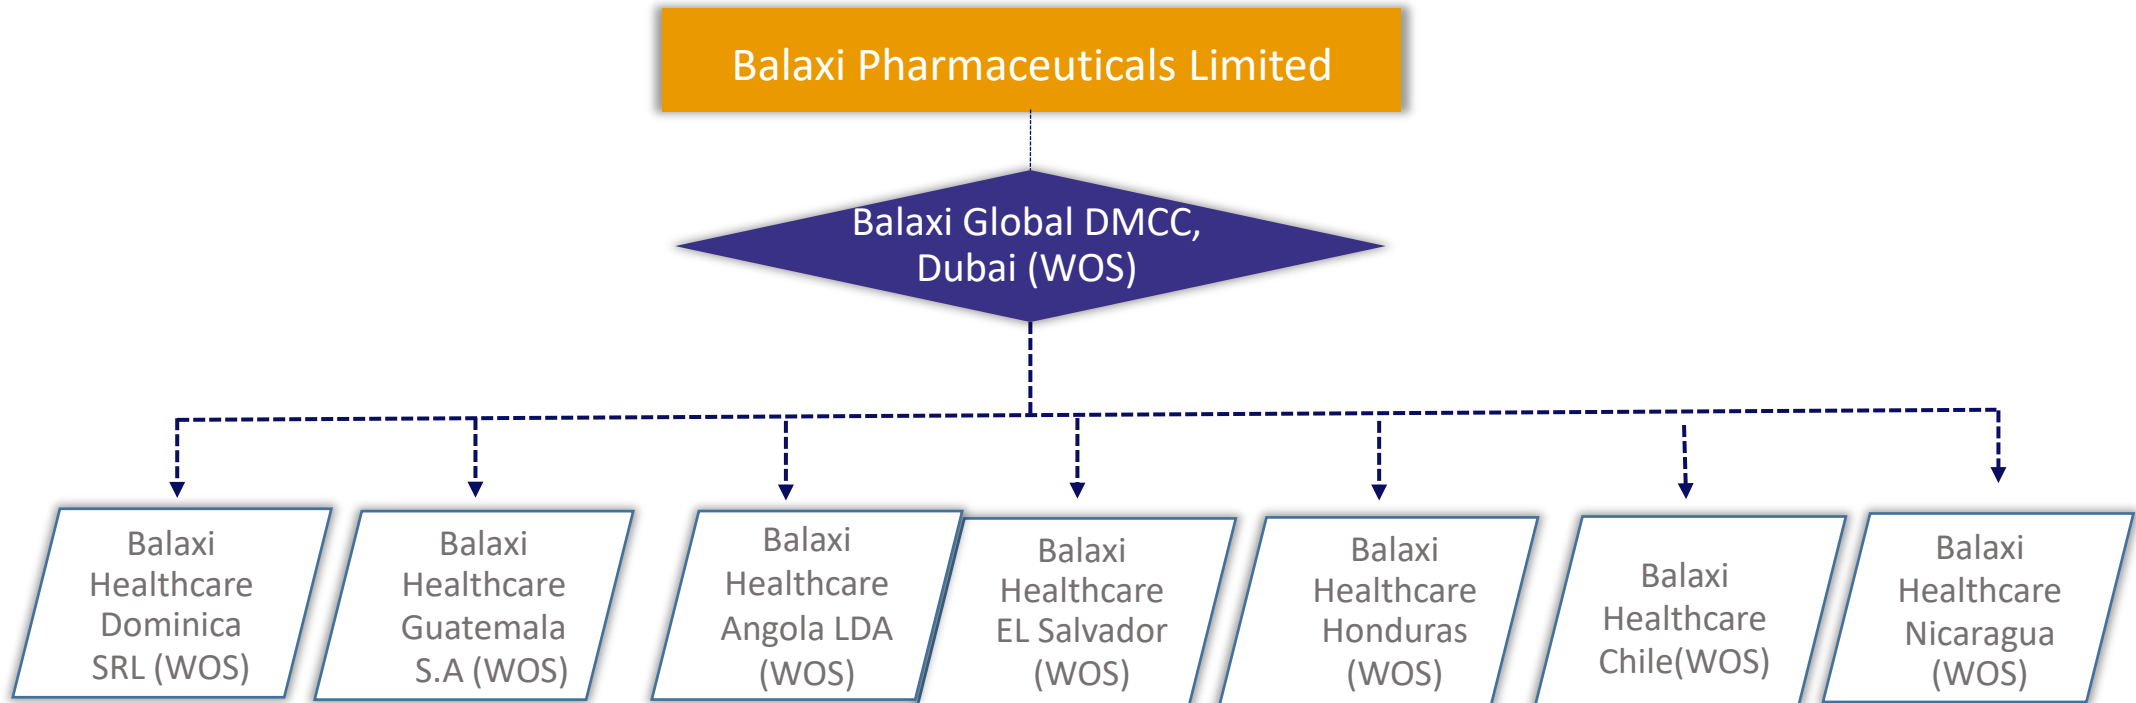 Balaxi Pharmaceuticals Limited
Balaxi Global DMCC,
Dubai (WOS)
Balaxi
Healthcare
Dominica
SRL (WOS)
Balaxi
Healthcare
Guatemala
S.A (WOS)
Balaxi
Healthcare
Angola LDA
(WOS)
Balaxi
Healthcare
EL Salvador
(WOS)
Balaxi
Healthcare
Honduras
(WOS)
Balaxi
Healthcare
Chile(WOS)
Balaxi
Healthcare
Nicaragua
(WOS)